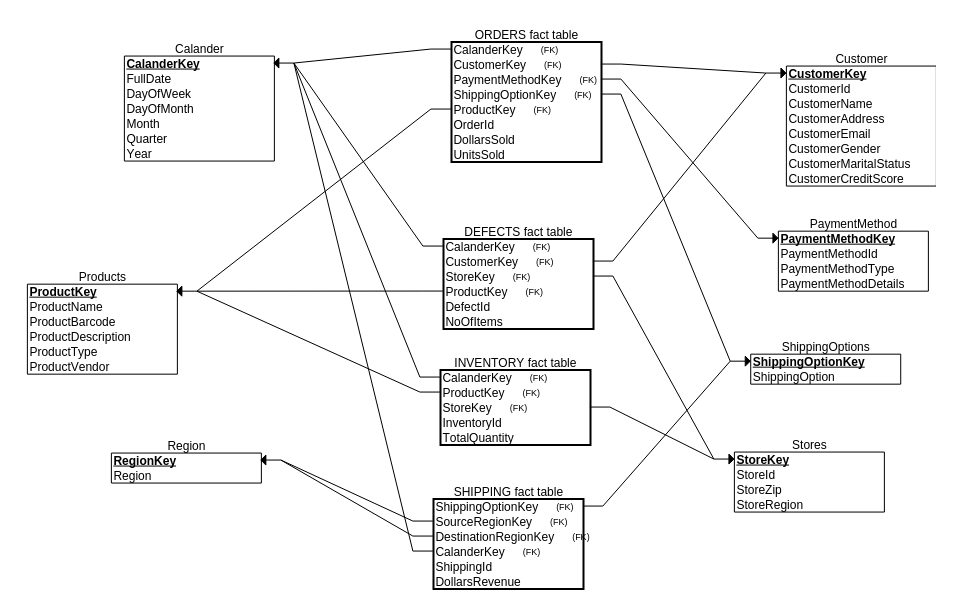 ORDERS fact table
CalanderKey (FK)
CustomerKey (FK)
PaymentMethodKey (FK)
ShippingOptionKey (FK)
ProductKey (FK)
OrderId
DollarsSold
UnitsSold
Calander
CalanderKey
FullDate
DayOfWeek
DayOfMonth
Month
Quarter
Year
Customer
CustomerKey
CustomerId
CustomerName
CustomerAddress
CustomerEmail
CustomerGender
CustomerMaritalStatus
CustomerCreditScore
DEFECTS fact table
CalanderKey (FK)
CustomerKey (FK)
StoreKey (FK)
ProductKey (FK)
DefectId
NoOfItems
PaymentMethod
PaymentMethodKey
PaymentMethodId
PaymentMethodType
PaymentMethodDetails
Products
ProductKey
ProductName
ProductBarcode
ProductDescription
ProductType
ProductVendor
INVENTORY fact table
CalanderKey (FK)
ProductKey (FK)
StoreKey (FK)
InventoryId
TotalQuantity
ShippingOptions
ShippingOptionKey
ShippingOption
Region
RegionKey
Region
SHIPPING fact table
ShippingOptionKey (FK)
SourceRegionKey (FK)
DestinationRegionKey (FK)
CalanderKey (FK)
ShippingId
DollarsRevenue
Stores
StoreKey
StoreId
StoreZip
StoreRegion